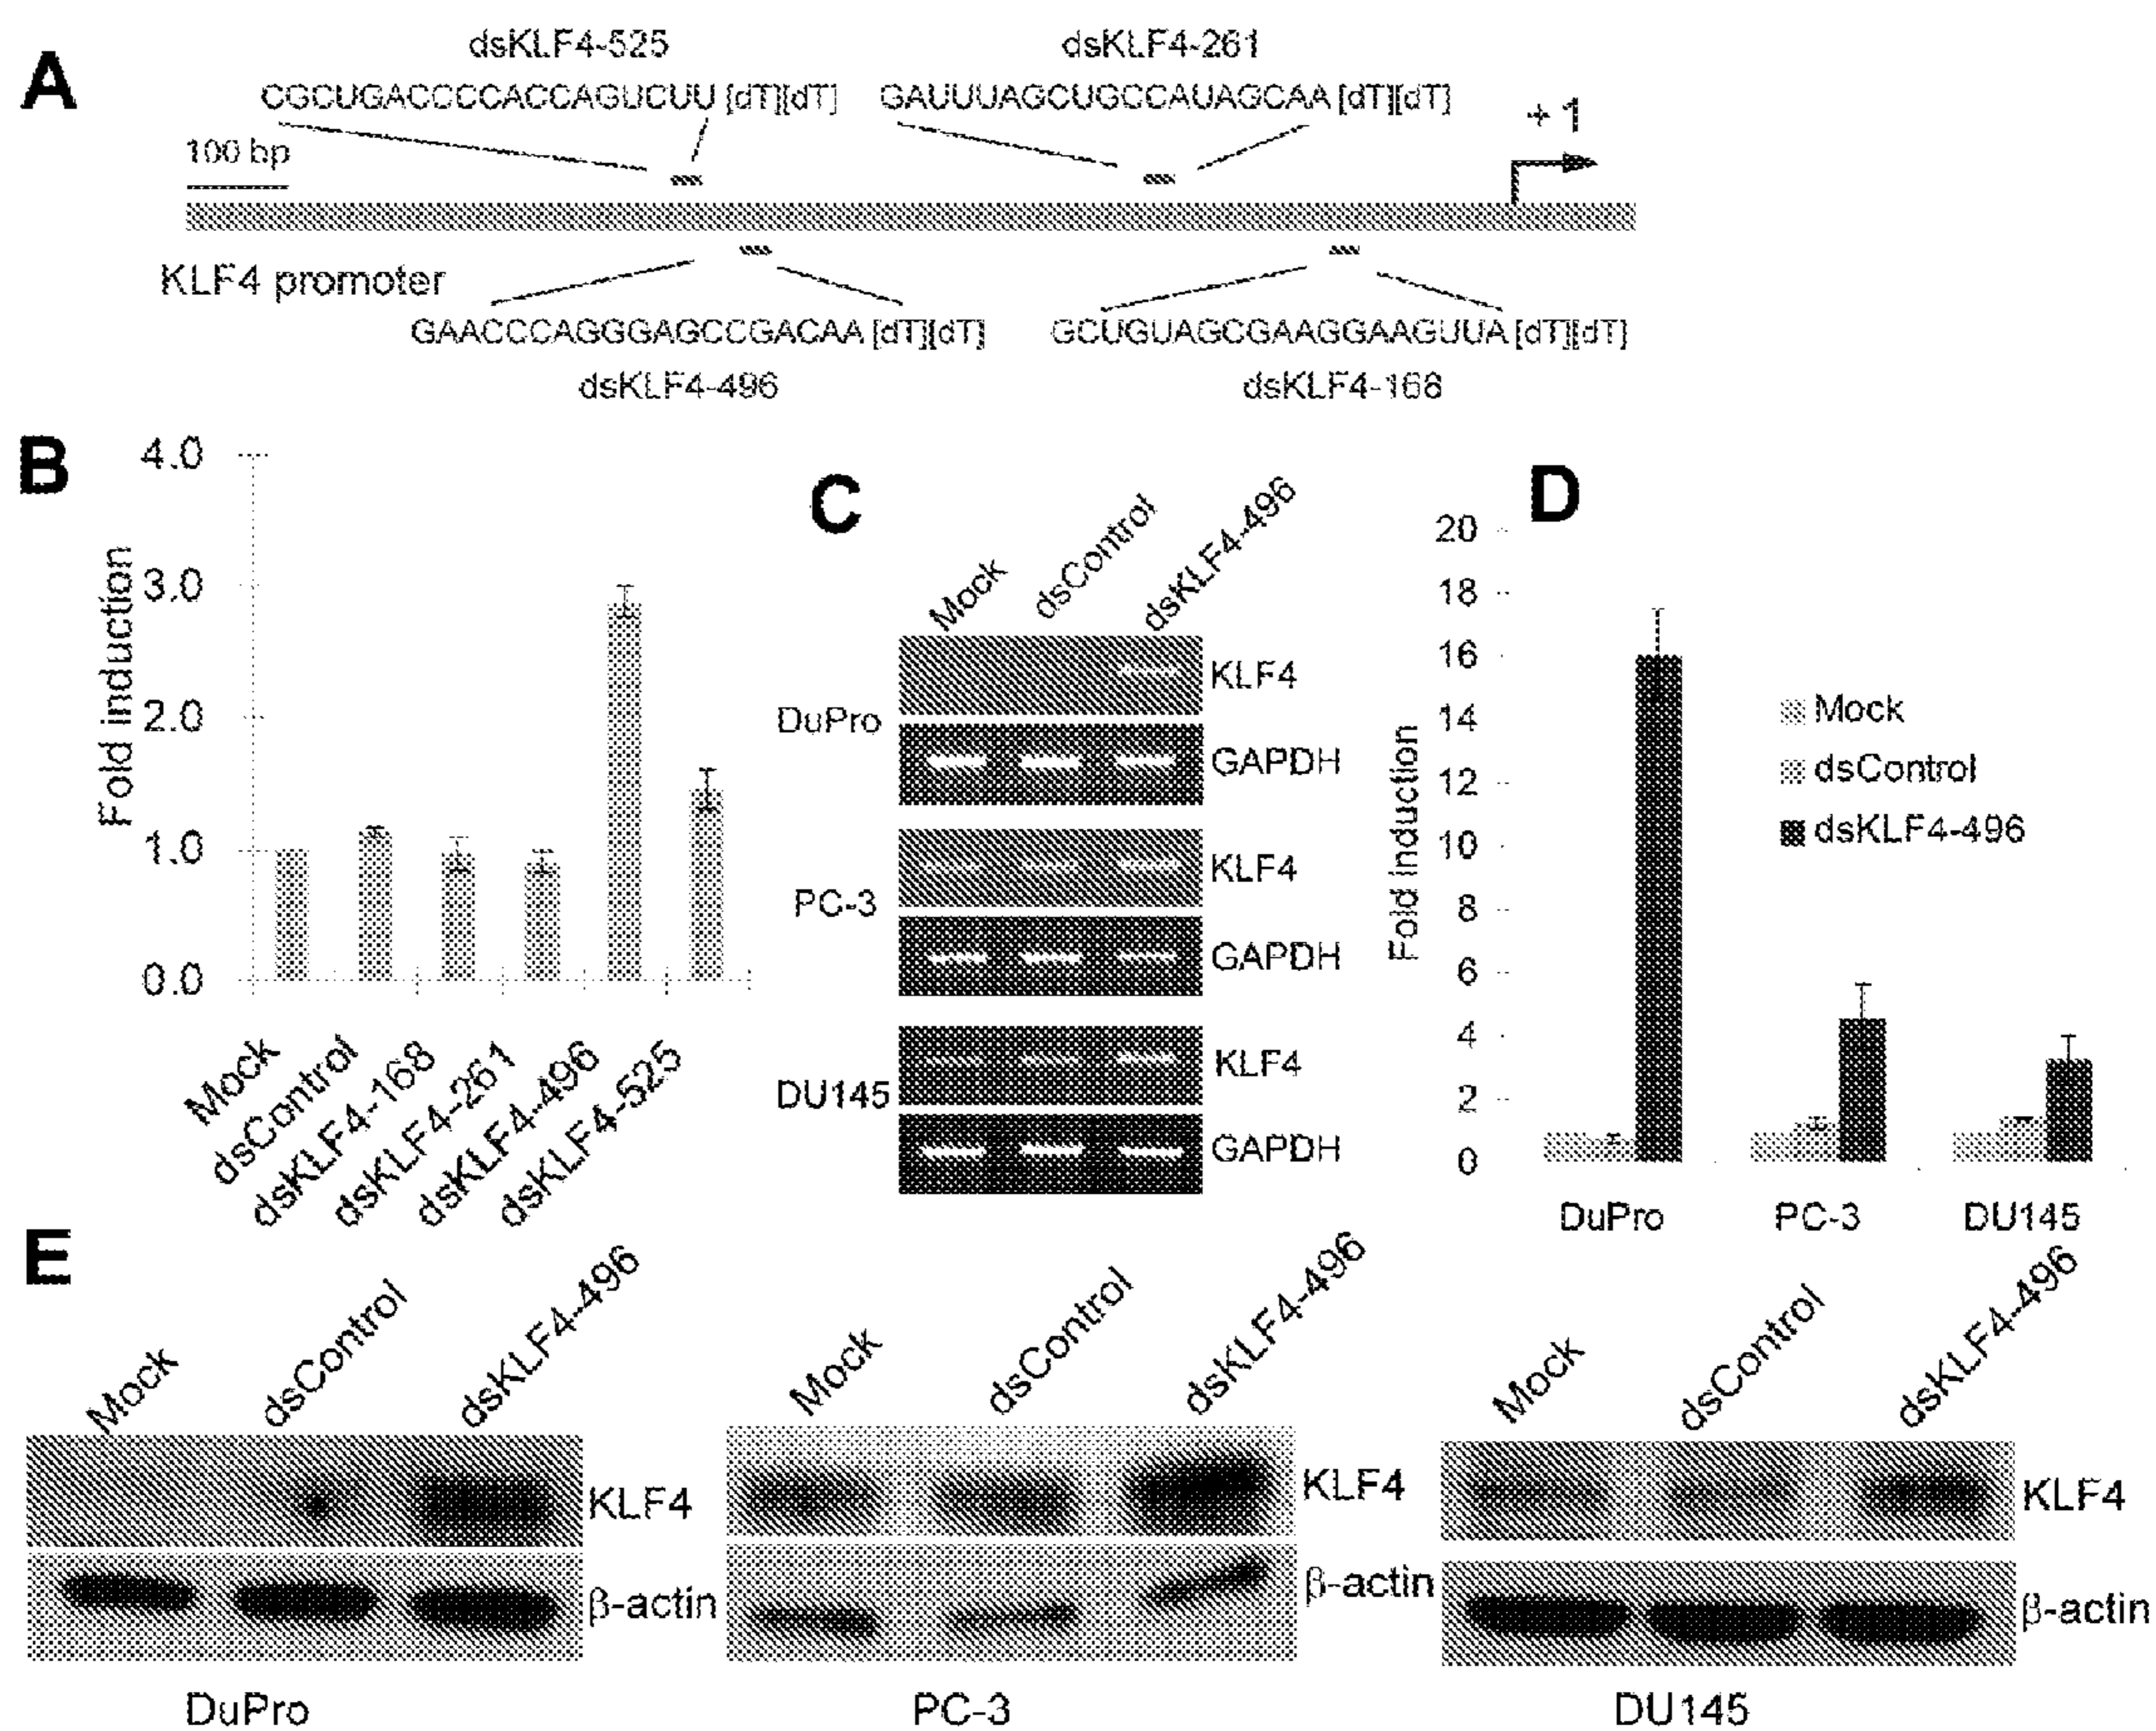 A
dsKLF4-525
dsKLF4-261
CGCUGACCCCACCAGUCUU [dT][dT]
GAUUUAGCUGCCAUAGCAA [dT][dT]
+ 1
100 bp
KLF4 promoter
GAACCCAGGGAGCCGACAA [dT][dT]
GCUGUAGCGAAGGAAGUUA [dT][dT]
dsKLF4-496
dsKLF4-168
B
Fold induction
4.0
3.0
2.0
1.0
0.0
Mock
dsControl
dsKLF4-168
dsKLF4-261
dsKLF4-496
dsKLF4-525
C
Mock
dsControl
dsKLF4-496
DuPro
KLF4
GAPDH
PC-3
KLF4
GAPDH
DU145
KLF4
GAPDH
D
Fold induction
20
18
16
14
12
10
8
6
4
2
0
Mock
dsControl
dsKLF4-496
DuPro
PC-3
DU145
E
Mock
dsControl
dsKLF4-496
KLF4
β-actin
DuPro
Mock
dsControl
dsKLF4-496
KLF4
β-actin
PC-3
Mock
dsControl
dsKLF4-496
KLF4
β-actin
DU145